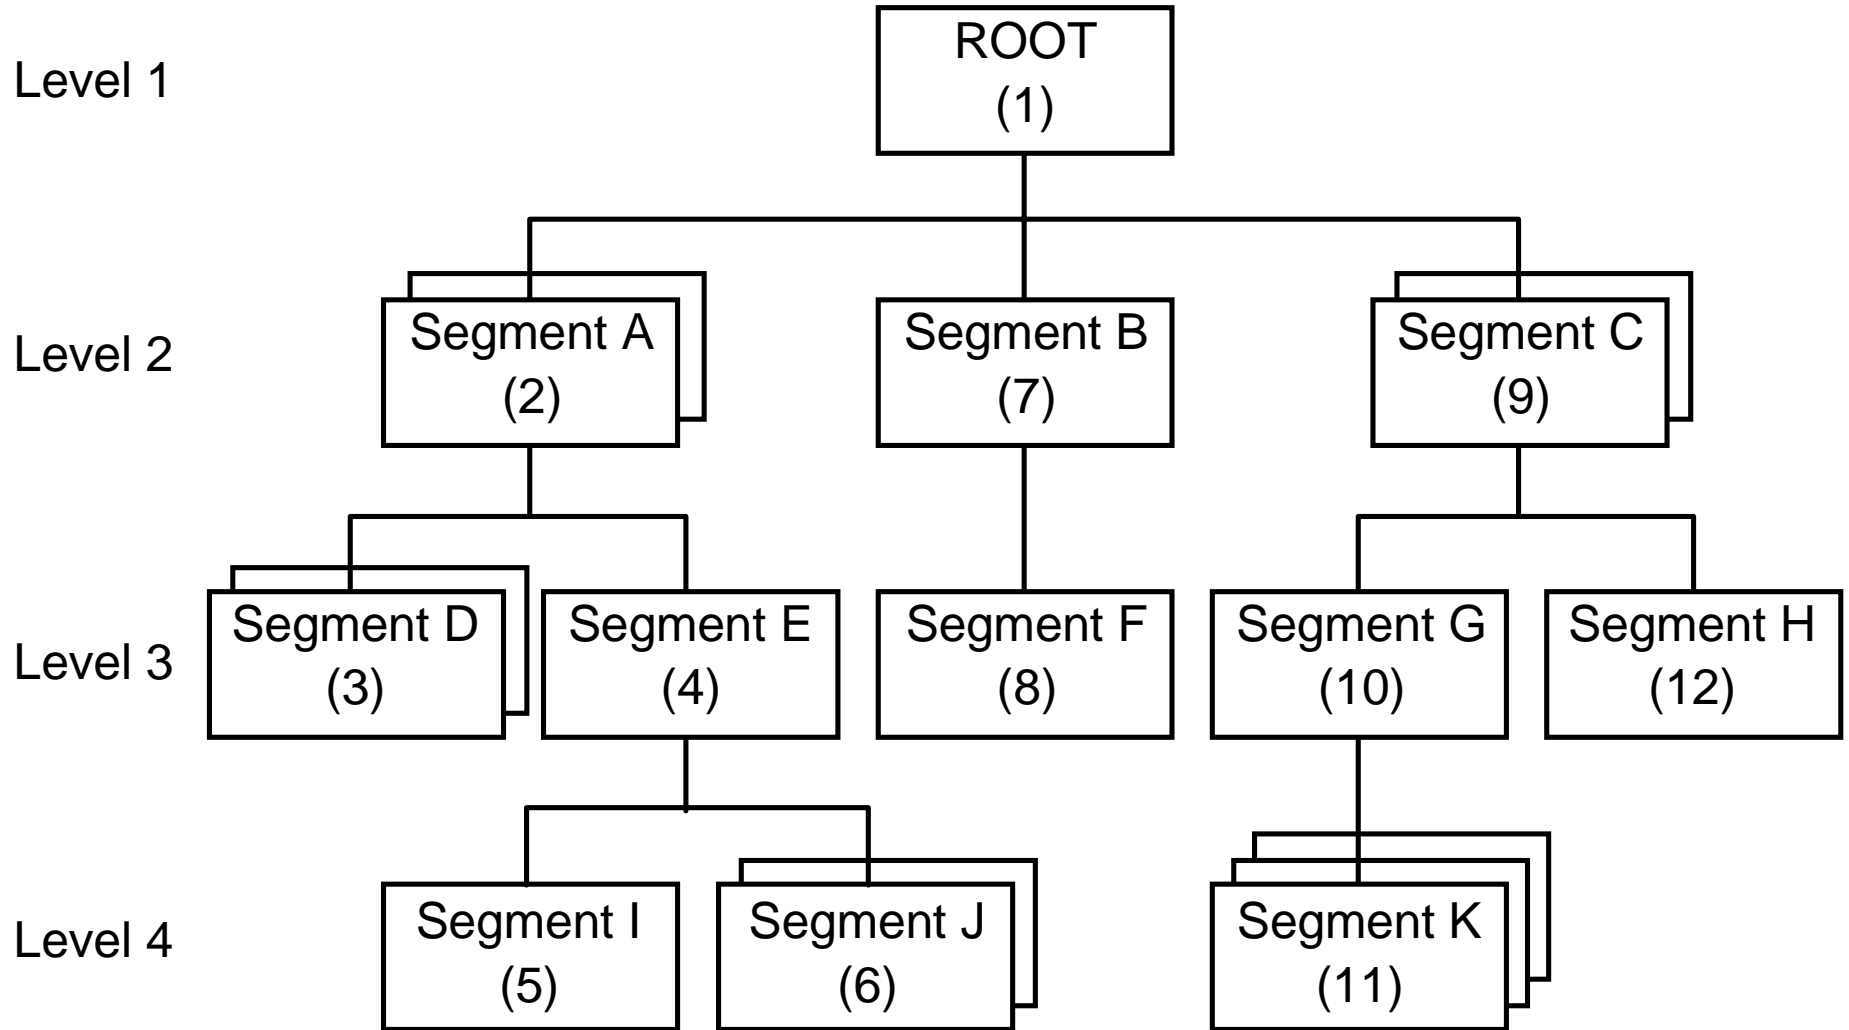 Level 1
ROOT
(1)
Level 2
Segment A
(2)
Segment B
(7)
Segment C
(9)
Level 3
Segment D
(3)
Segment E
(4)
Segment F
(8)
Segment G
(10)
Segment H
(12)
Level 4
Segment I
(5)
Segment J
(6)
Segment K
(11)